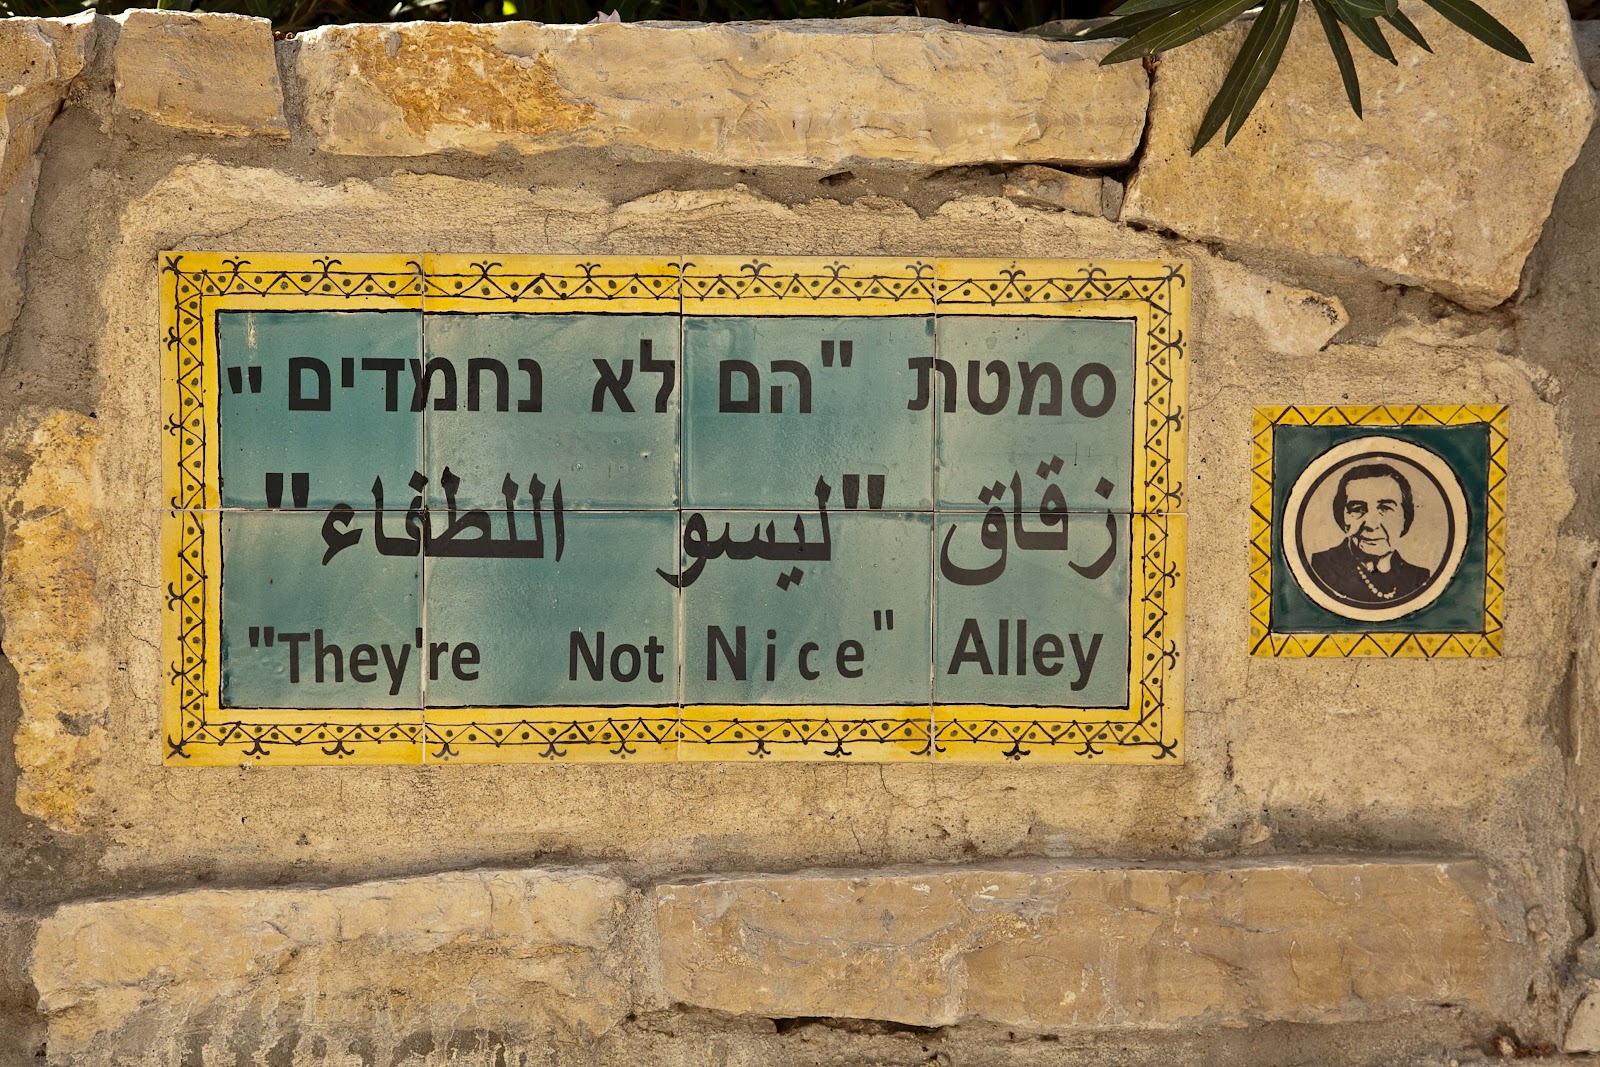 סמטת "הם לא נחמדים"
زقاق "ليسو اللطفاء"
"They're Not Nice" Alley